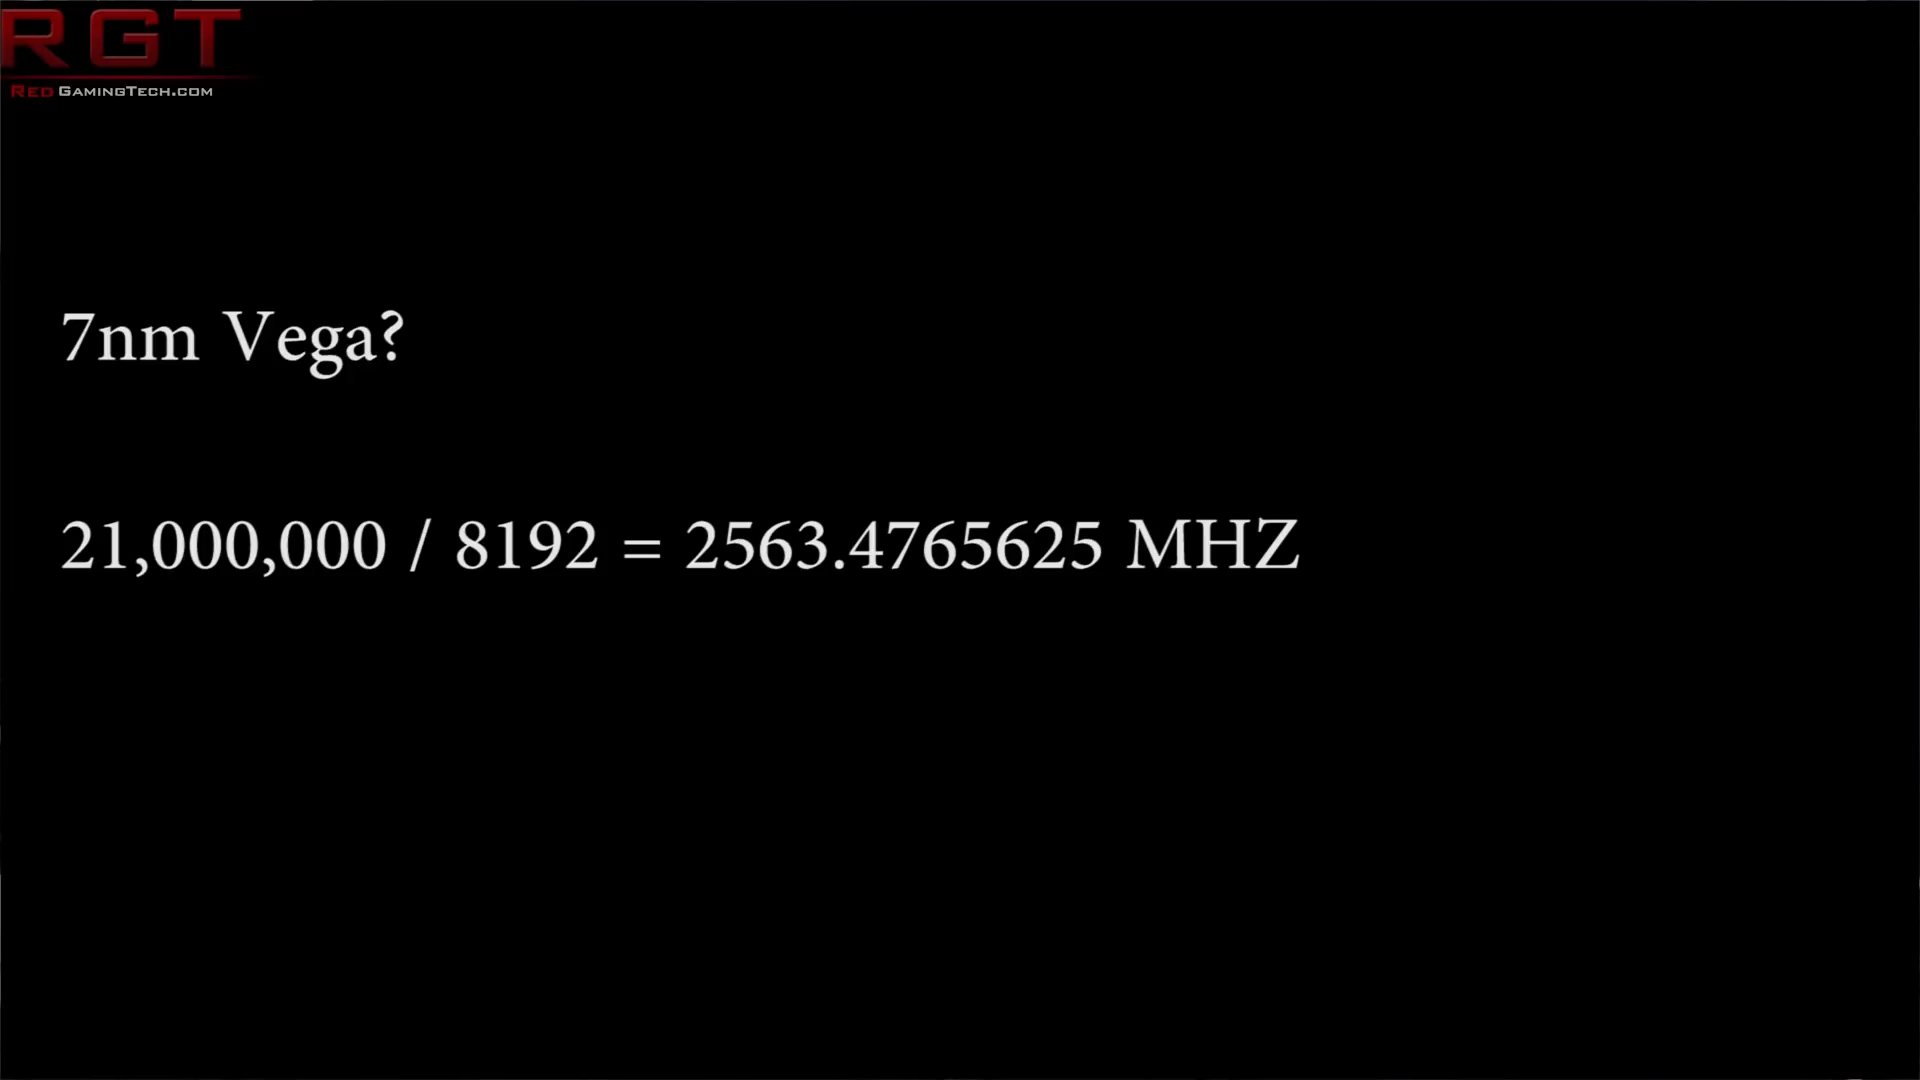 RGT
RED GAMINGTECH.COM
7nm Vega?
21,000,000 / 8192 = 2563.4765625 MHZ